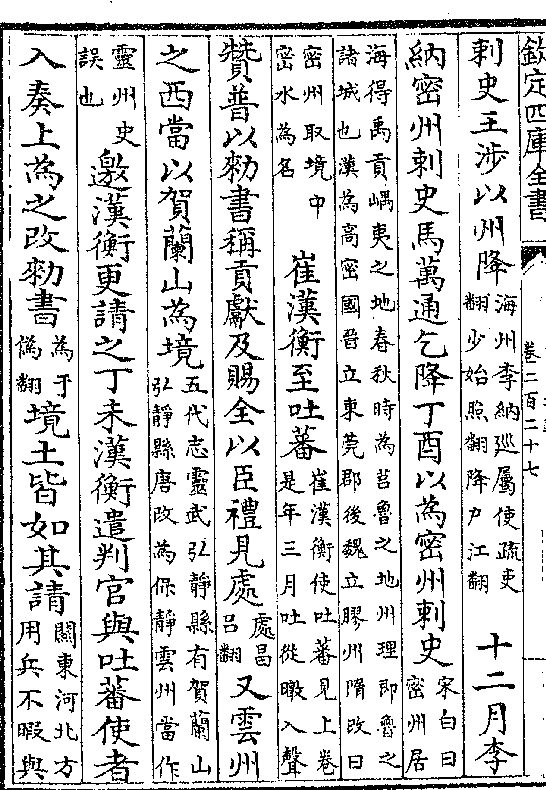 欽定四庫全書
卷二百二十七
刺史王涉以州降海州李納廵屬使疏吏翻少始照翻降户江翻十二月李
納密州刺史馬萬通乞降丁酉以為密州刺史宋白曰密州居
海得禹貢嵎夷之地春秋時為莒魯之地州理即魯之諸城也漢為高密國晉立東莞郡後魏立膠州隋改曰
密州取境中密水為名崔漢衡至吐蕃崔漢衡使吐蕃見上卷是年三月吐從暾入聲
贊普以勑書稱貢獻及賜全以臣禮見處處昌呂翻又雲州
之西當以賀蘭山為境五代志靈武弘靜縣有賀蘭山弘靜縣唐改為保靜雲州當作
靈州史誤也邀漢衡更請之丁未漢衡遣判官與吐蕃使者
入奏上為之改勑書為于偽翻境土皆如其請關東河北方用兵不暇與